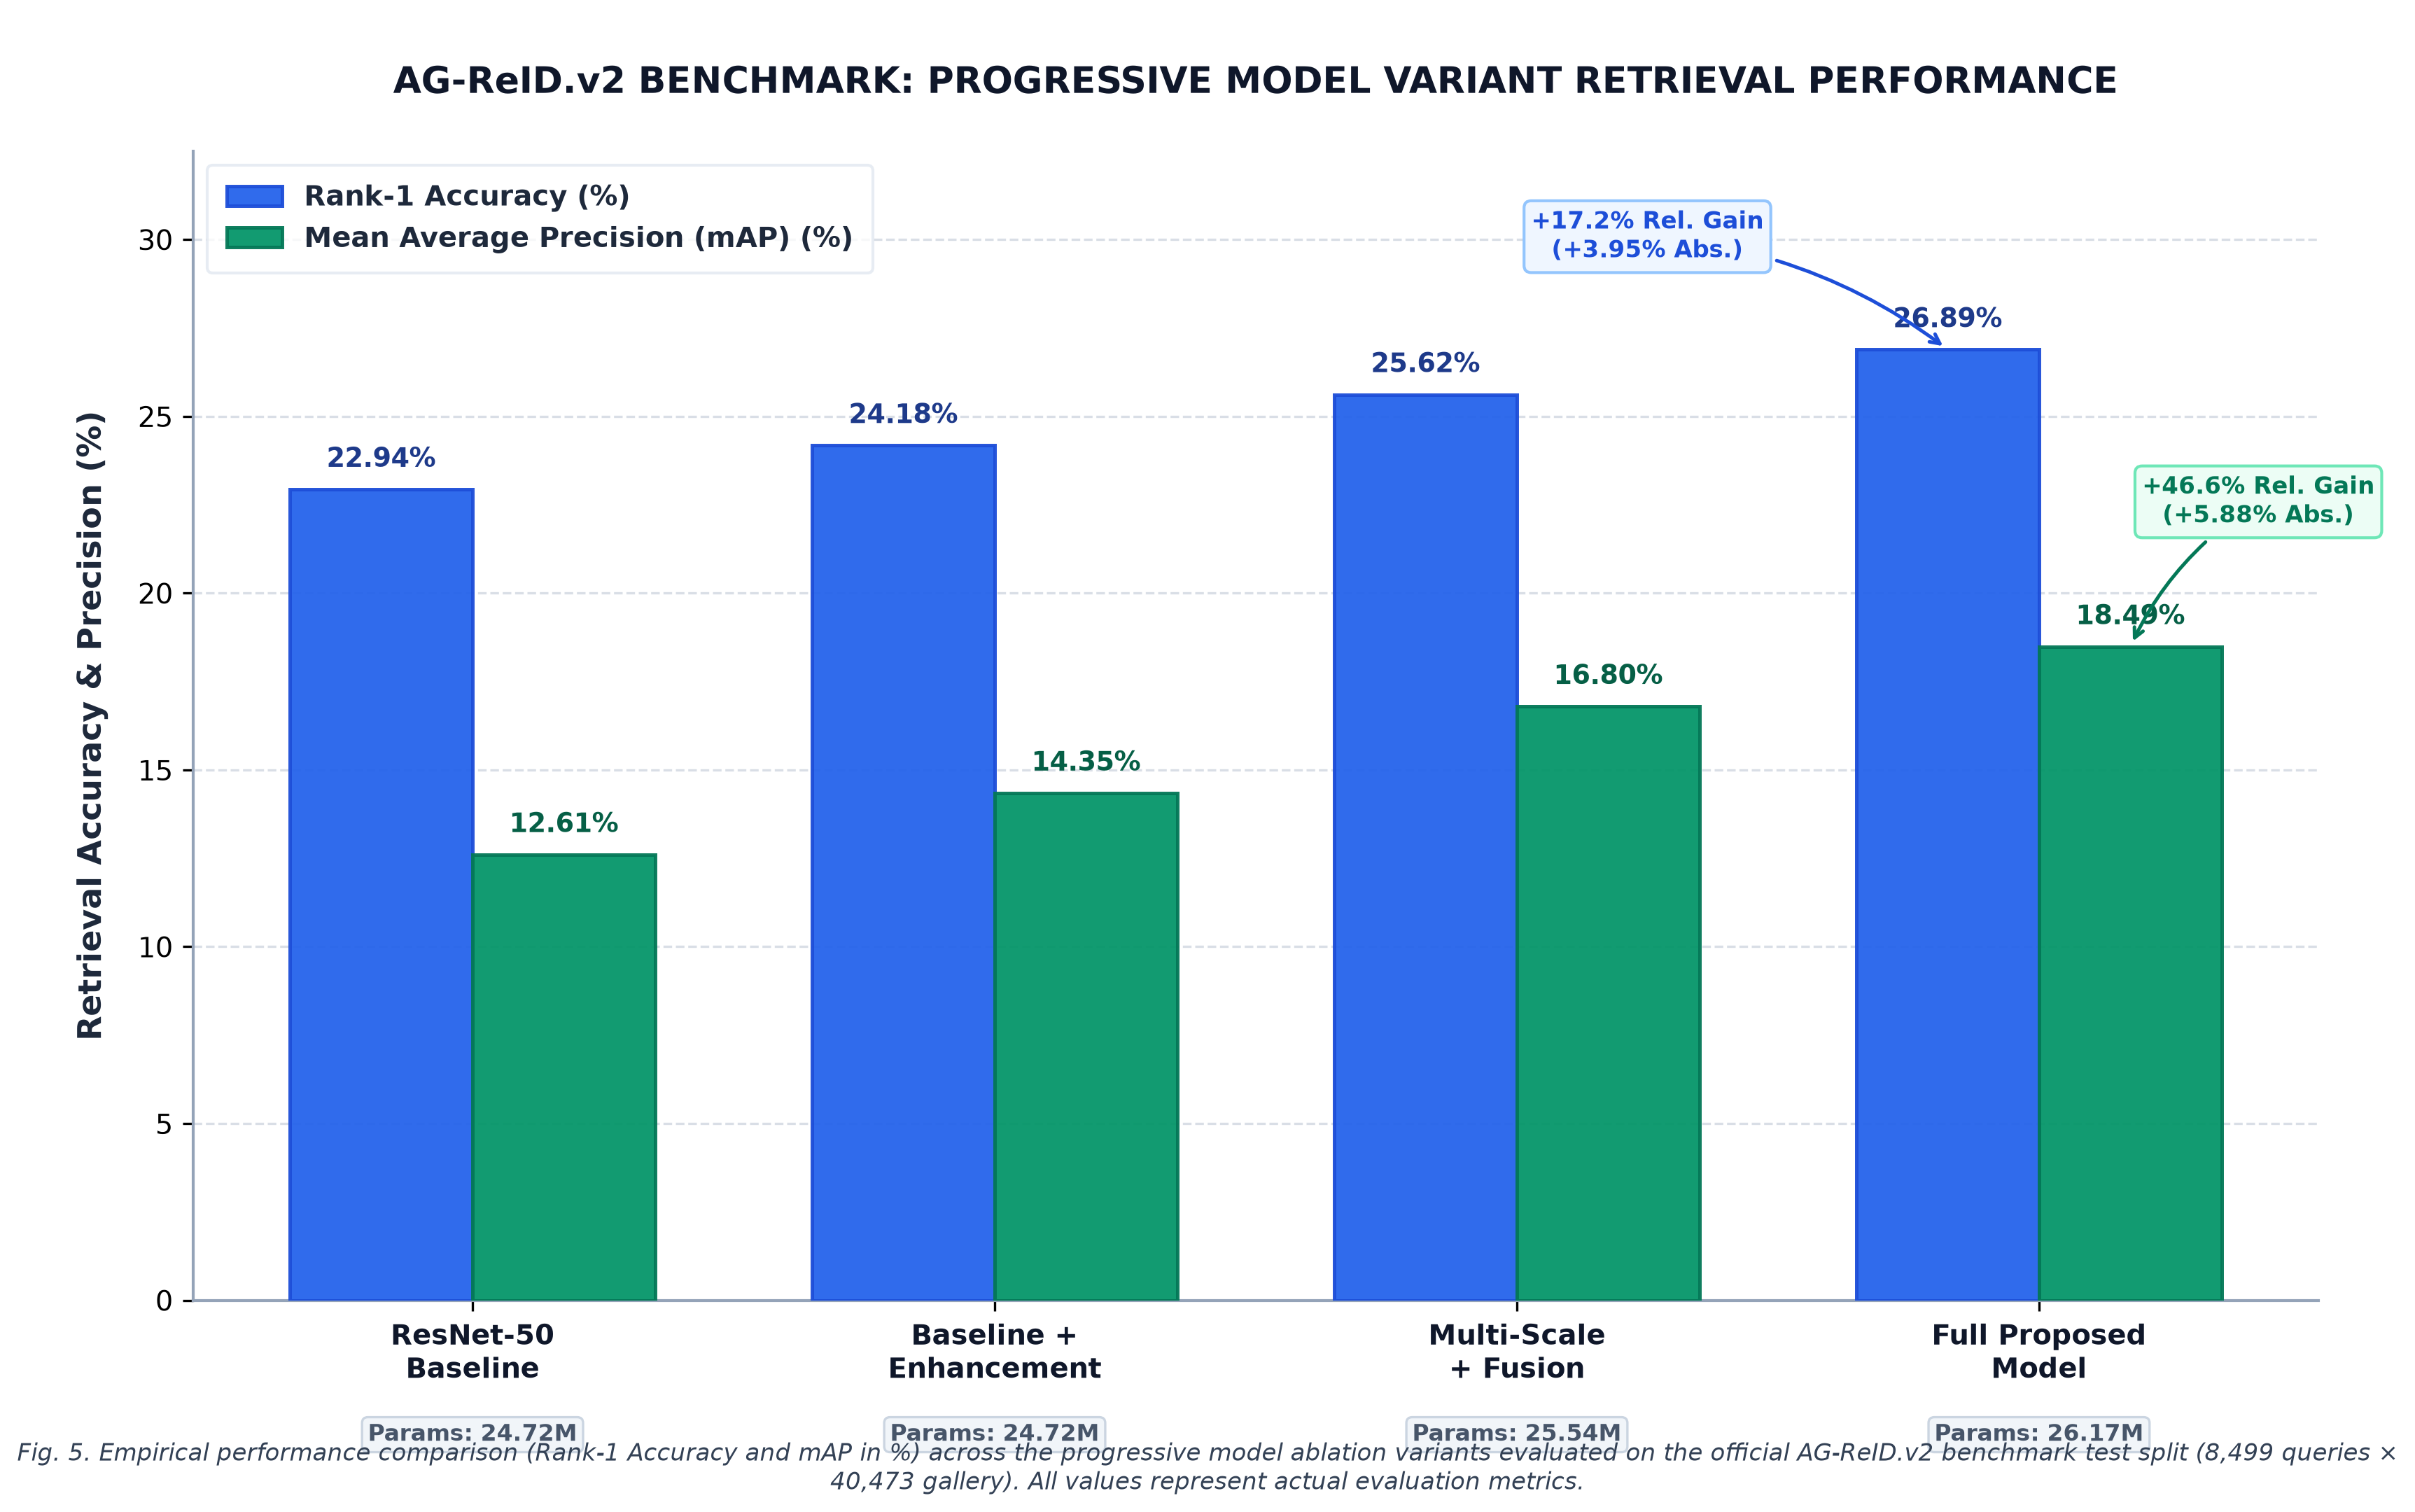 AG-ReID.v2 BENCHMARK: PROGRESSIVE MODEL VARIANT RETRIEVAL PERFORMANCE
Rank-1 Accuracy (%)
Mean Average Precision (mAP) (%)
Retrieval Accuracy & Precision (%)
30
25
20
15
10
5
0
+17.2% Rel. Gain
(+3.95% Abs.)
+46.6% Rel. Gain
(+5.88% Abs.)
22.94%
12.61%
24.18%
14.35%
25.62%
16.80%
26.89%
18.49%
ResNet-50
Baseline
Baseline +
Enhancement
Multi-Scale
+ Fusion
Full Proposed
Model
Params: 24.72M
Params: 24.72M
Params: 25.54M
Params: 26.17M
Fig. 5. Empirical performance comparison (Rank-1 Accuracy and mAP in %) across the progressive model ablation variants evaluated on the official AG-ReID.v2 benchmark test split (8,499 queries ×
40,473 gallery). All values represent actual evaluation metrics.